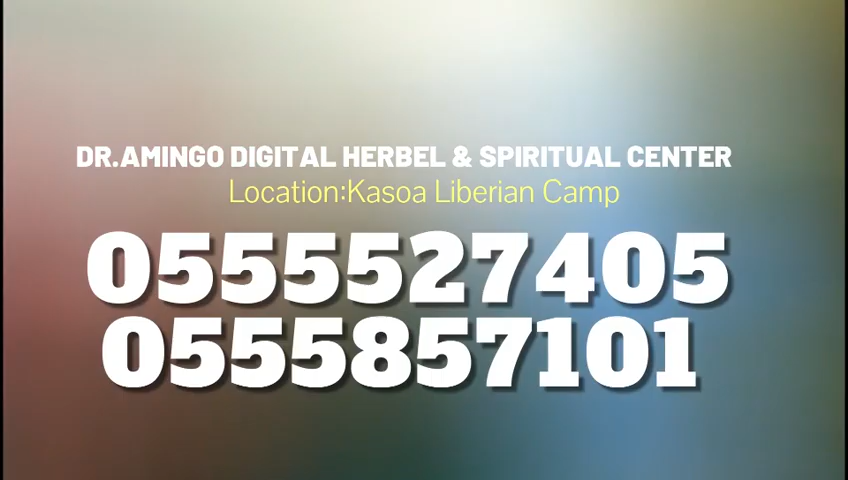 DR.AMINGO DIGITAL HERBEL & SPIRITUAL CENTER
Location:Kasoa Liberian Camp
0555527405
0555857101